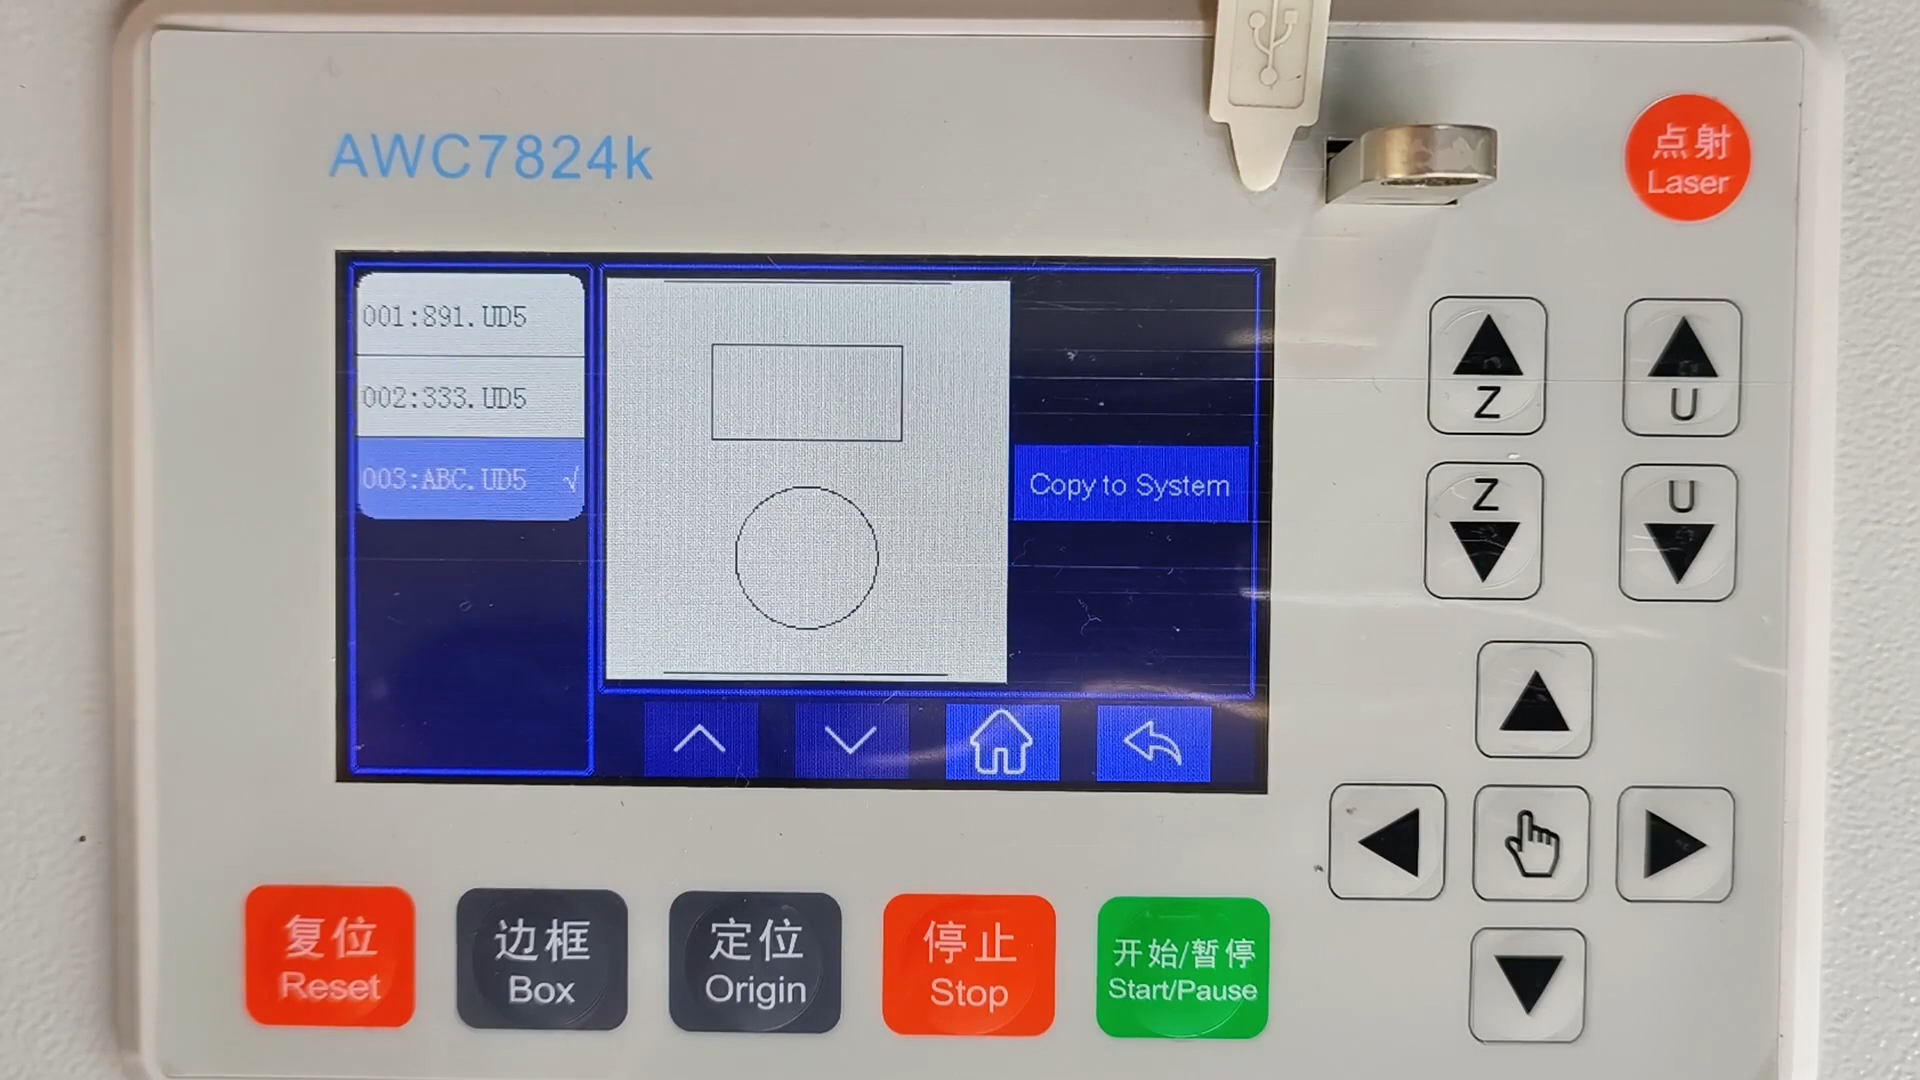 AWC7824k
点射
Laser
001:891.UD5
002:333.UD5
003:ABC.UD5 √
Copy to System
Z
U
Z
U
复位
Reset
边框
Box
定位
Origin
停止
Stop
开始/暂停
Start/Pause